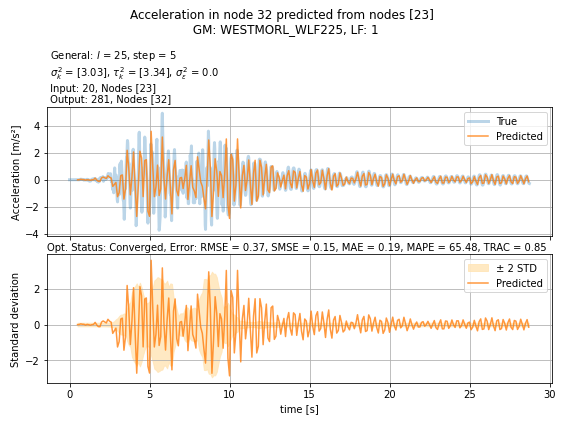 Acceleration in node 32 predicted from nodes [23]
GM: WESTMORL_WLF225, LF: 1
General: l = 25, step = 5
σ²ₖ = [3.03], τ²ₖ = [3.34], σ²ε = 0.0
Input: 20, Nodes [23]
Output: 281, Nodes [32]
Acceleration [m/s²]
4
2
0
−2
−4
True
Predicted
Opt. Status: Converged, Error: RMSE = 0.37, SMSE = 0.15, MAE = 0.19, MAPE = 65.48, TRAC = 0.85
Standard deviation
2
0
−2
± 2 STD
Predicted
0 5 10 15 20 25 30
time [s]